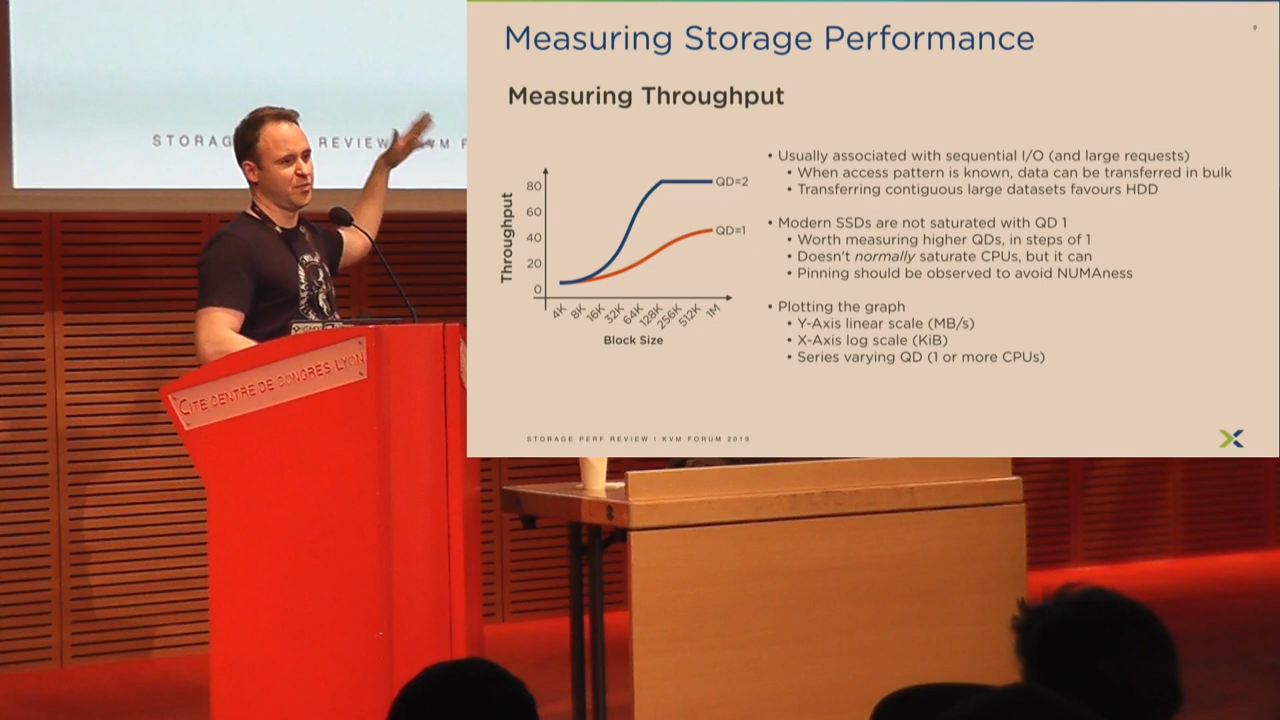 Measuring Storage Performance
9
Measuring Throughput
• Usually associated with sequential I/O (and large requests)
• When access pattern is known, data can be transferred in bulk
• Transferring contiguous large datasets favours HDD
• Modern SSDs are not saturated with QD 1
• Worth measuring higher QDs, in steps of 1
• Doesn't normally saturate CPUs, but it can
• Pinning should be observed to avoid NUMAness
• Plotting the graph
• Y-Axis linear scale (MB/s)
• X-Axis log scale (KiB)
• Series varying QD (1 or more CPUs)
Throughput
80
60
40
20
0
QD=2
QD=1
4K 8K 16K 32K 64K 128K 256K 512K 1M
Block Size
STORAGE PERF REVIEW | KVM FORUM 2019
STORAG REVIEW KVM F
CITE CENTRE DE CONGRÈS LYON